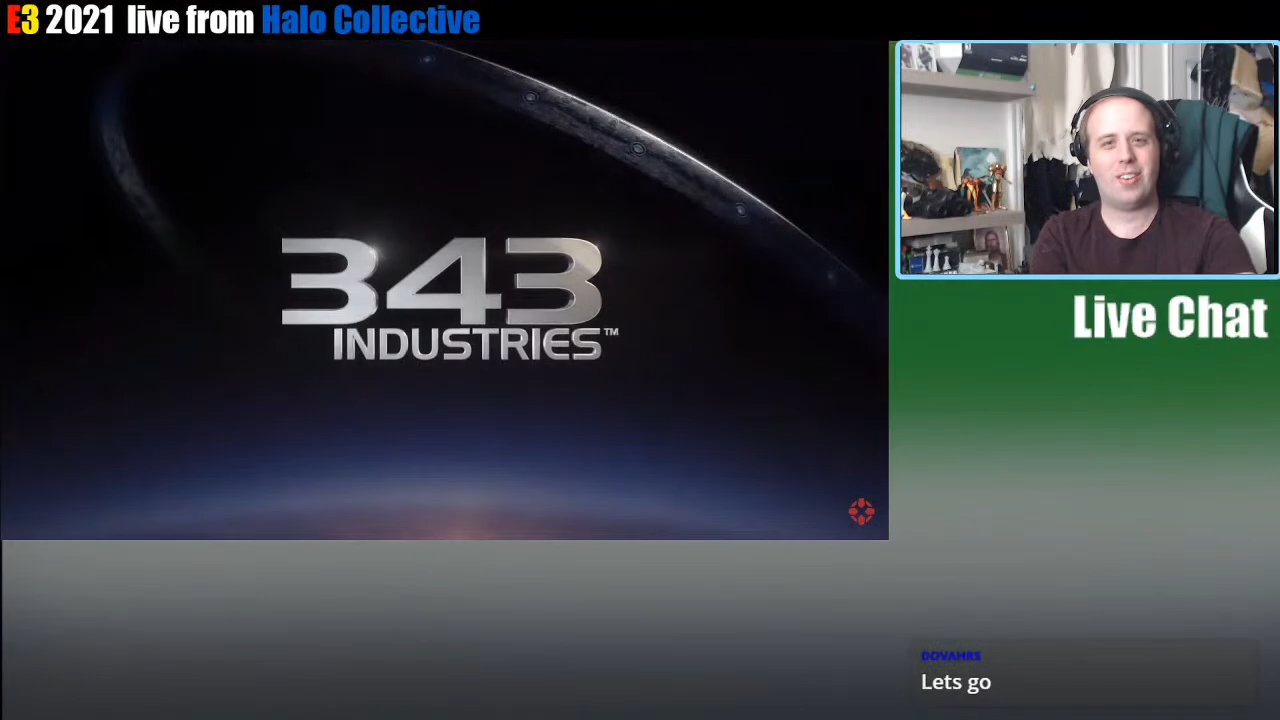 E3 2021 live from Halo Collective
343
INDUSTRIES™
Live Chat
DOVAHRS
Lets go